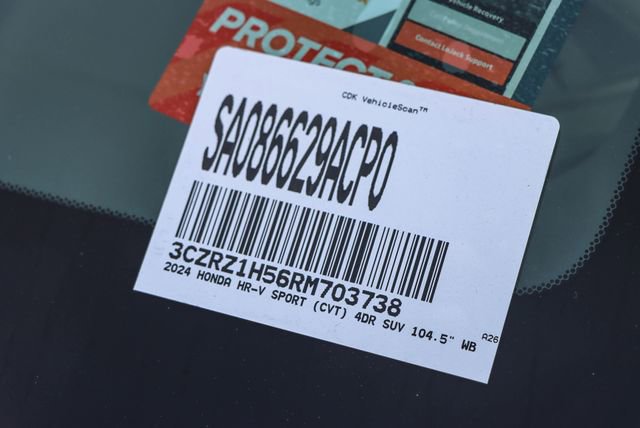 Vehicle Recovery.
Contact LoJack Support.
PROTECT
CDK VehicleScan™
SA086629ACP0
3CZRZ1H56RM703738
2024 HONDA HR-V SPORT (CVT) 4DR SUV 104.5" WB A26